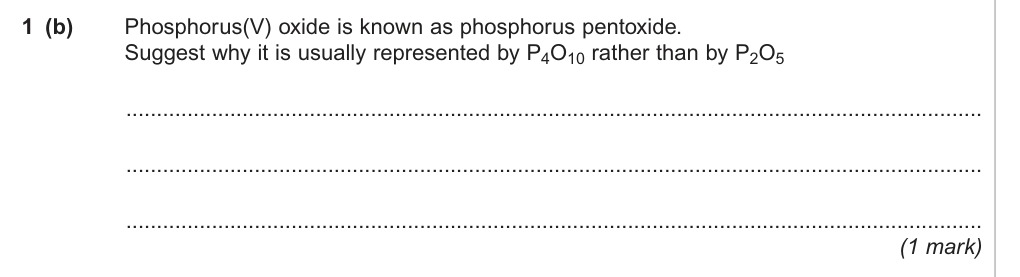 1 (b) Phosphorus(V) oxide is known as phosphorus pentoxide.
Suggest why it is usually represented by P₄O₁₀ rather than by P₂O₅
(1 mark)